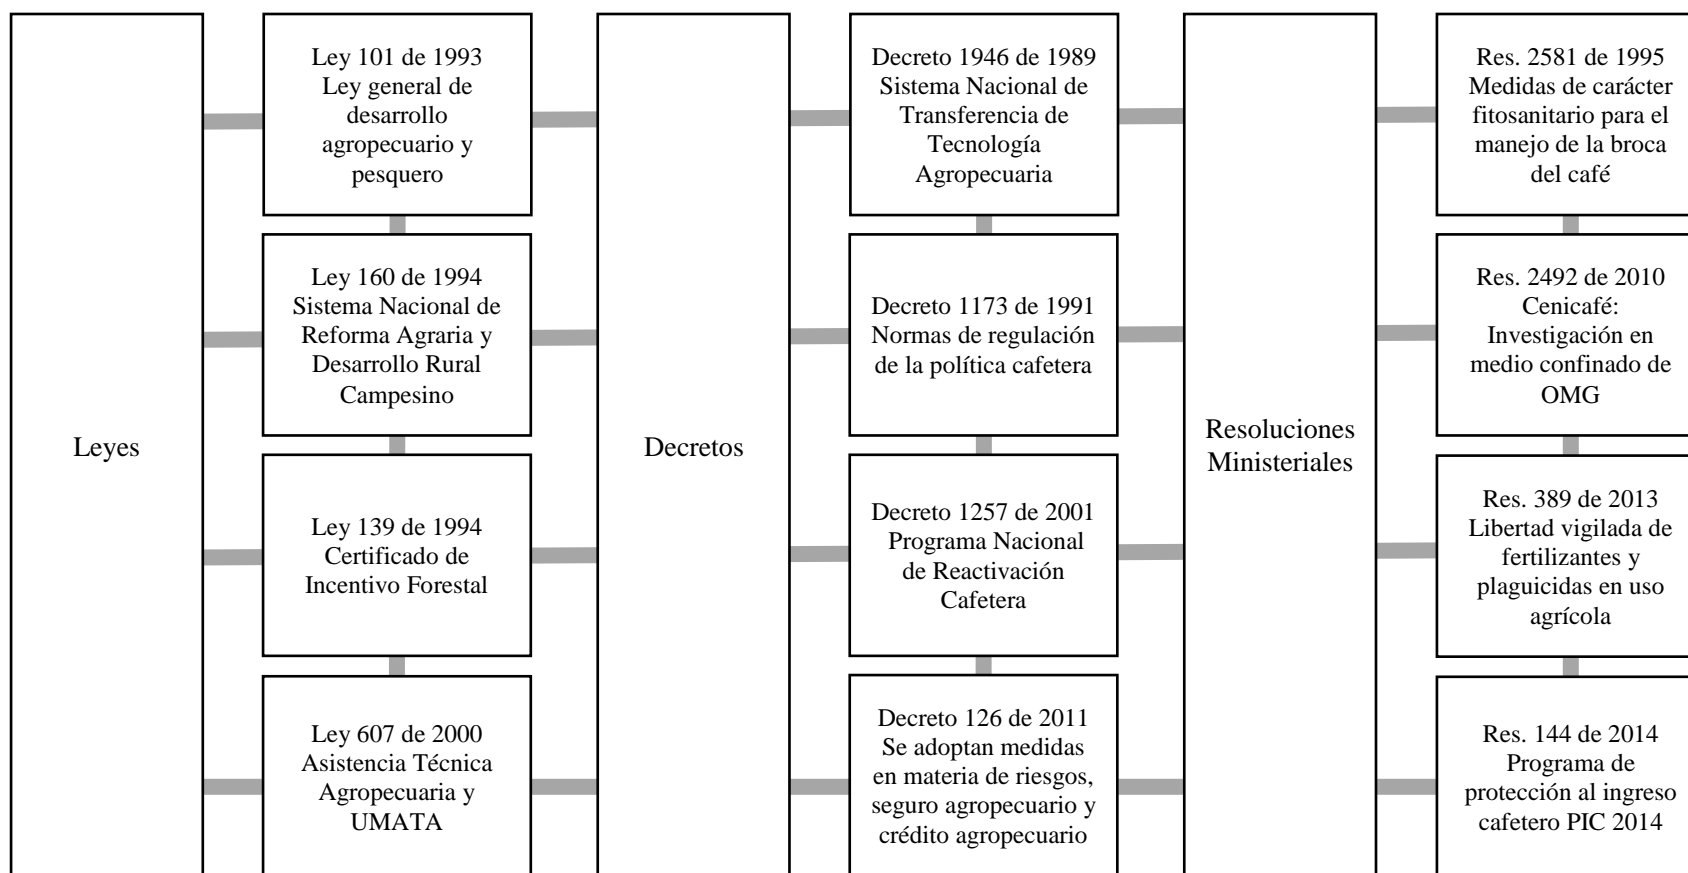 Leyes
Ley 101 de 1993
Ley general de
desarrollo
agropecuario y
pesquero
Ley 160 de 1994
Sistema Nacional de
Reforma Agraria y
Desarrollo Rural
Campesino
Ley 139 de 1994
Certificado de
Incentivo Forestal
Ley 607 de 2000
Asistencia Técnica
Agropecuaria y
UMATA
Decretos
Decreto 1946 de 1989
Sistema Nacional de
Transferencia de
Tecnología
Agropecuaria
Decreto 1173 de 1991
Normas de regulación
de la política cafetera
Decreto 1257 de 2001
Programa Nacional
de Reactivación
Cafetera
Decreto 126 de 2011
Se adoptan medidas
en materia de riesgos,
seguro agropecuario y
crédito agropecuario
Resoluciones
Ministeriales
Res. 2581 de 1995
Medidas de carácter
fitosanitario para el
manejo de la broca
del café
Res. 2492 de 2010
Cenicafé:
Investigación en
medio confinado de
OMG
Res. 389 de 2013
Libertad vigilada de
fertilizantes y
plaguicidas en uso
agrícola
Res. 144 de 2014
Programa de
protección al ingreso
cafetero PIC 2014